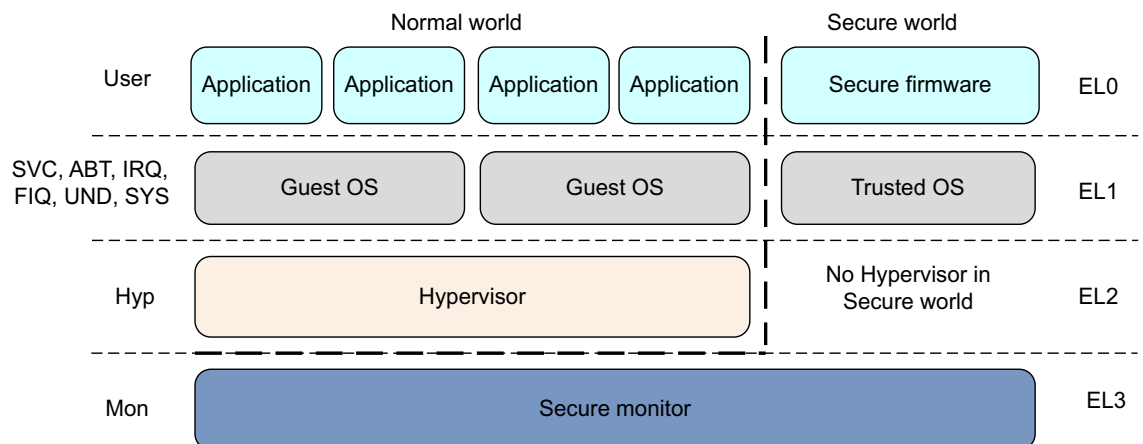 Normal world
Secure world
User
Application
Application
Application
Application
Secure firmware
EL0
SVC, ABT, IRQ,
FIQ, UND, SYS
Guest OS
Guest OS
Trusted OS
EL1
Hyp
Hypervisor
No Hypervisor in
Secure world
EL2
Mon
Secure monitor
EL3